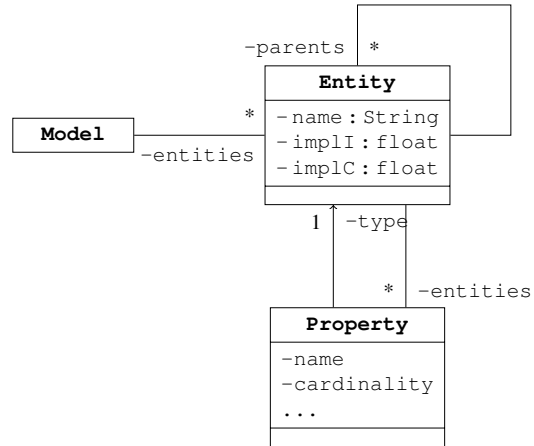 -parents *
Entity
-name : String
-implI : float
-implC : float
*
Model
-entities
1 -type
* -entities
Property
-name
-cardinality
...